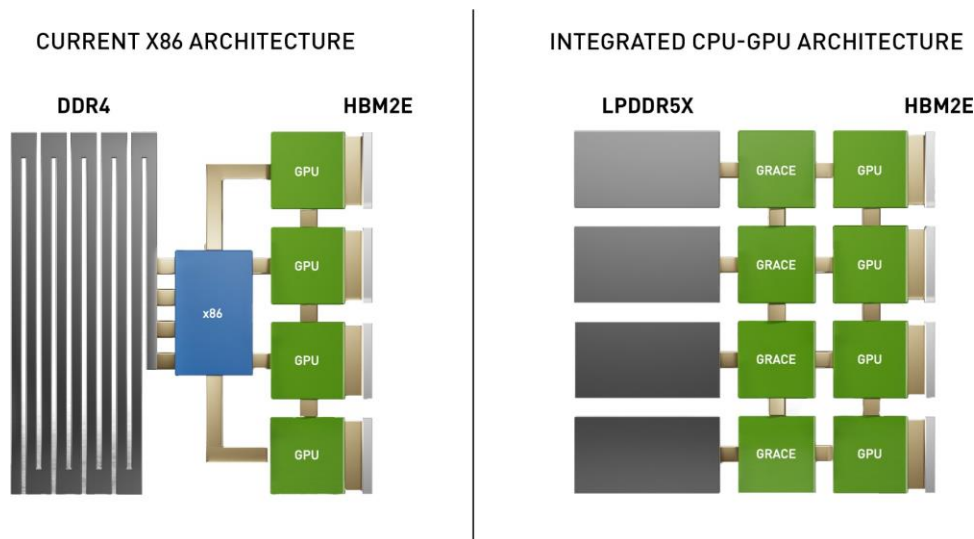 CURRENT X86 ARCHITECTURE
DDR4
HBM2E
GPU
GPU
x86
GPU
GPU
INTEGRATED CPU-GPU ARCHITECTURE
LPDDR5X
HBM2E
GRACE
GPU
GRACE
GPU
GRACE
GPU
GRACE
GPU